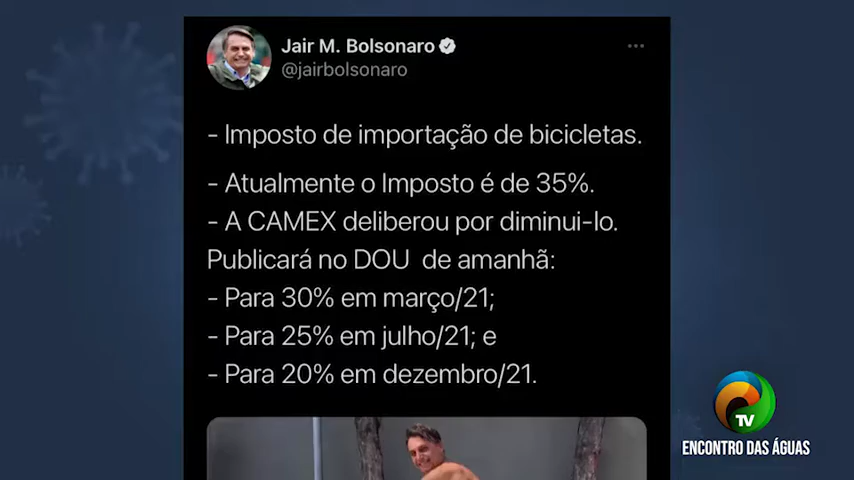 Jair M. Bolsonaro
@jairbolsonaro
- Imposto de importação de bicicletas.
- Atualmente o Imposto é de 35%.
- A CAMEX deliberou por diminui-lo.
Publicará no DOU de amanhã:
- Para 30% em março/21;
- Para 25% em julho/21; e
- Para 20% em dezembro/21.
TV
ENCONTRO DAS ÁGUAS